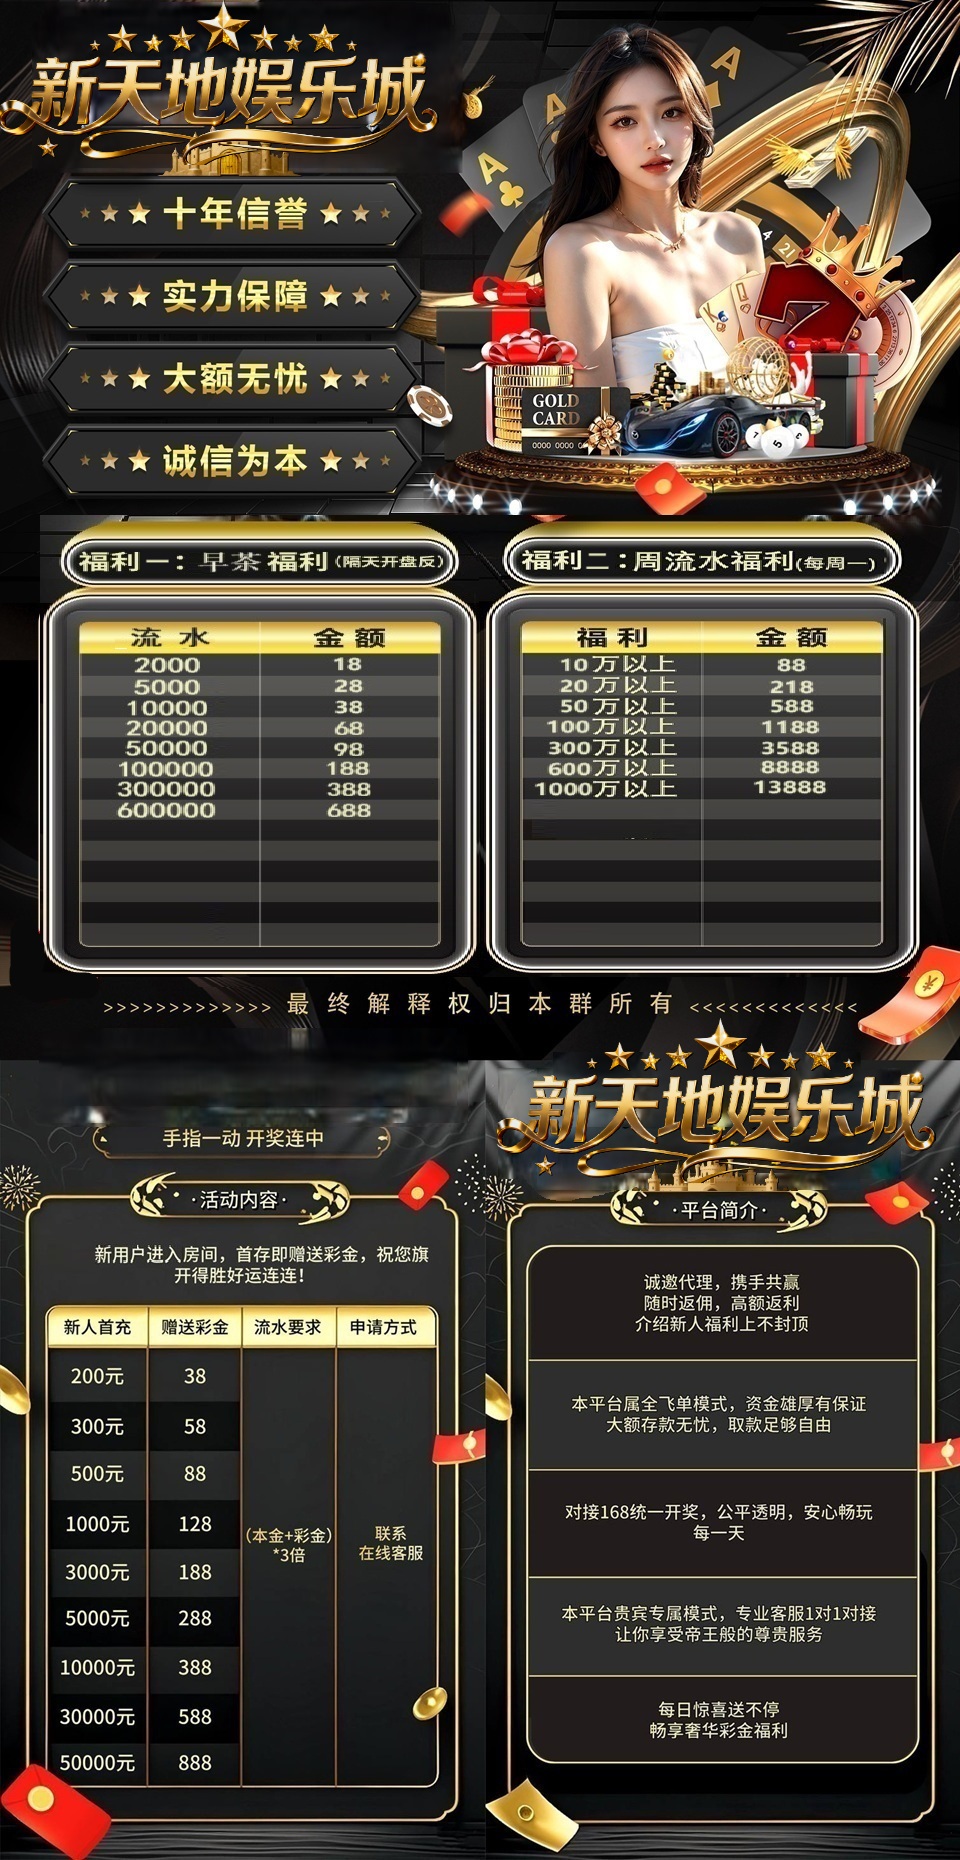 新天地娱乐城
十年信誉
实力保障
大额无忧
诚信为本
A
A
A
A
21
K
Q
7
GOLD
CARD
0000 0000 0
5
福利一：早茶福利(隔天开盘反)
流水 金额
2000 18
5000 28
10000 38
20000 68
50000 98
100000 188
300000 388
600000 688
福利二：周流水福利(每周一)
福利 金额
10万以上 88
20万以上 218
50万以上 588
100万以上 1188
300万以上 3588
600万以上 8888
1000万以上 13888
>>>>>>>>>>>>> 最终解释权归本群所有 <<<<<<<<<<<<<
手指一动 开奖连中
·活动内容·
新用户进入房间，首存即赠送彩金，祝您旗
开得胜好运连连！
新人首充 赠送彩金 流水要求 申请方式
200元 38
300元 58
500元 88
1000元 128
3000元 188
5000元 288
10000元 388
30000元 588
50000元 888
（本金+彩金）
*3倍
联系
在线客服
新天地娱乐城
·平台简介·
诚邀代理，携手共赢
随时返佣，高额返利
介绍新人福利上不封顶
本平台属全飞单模式，资金雄厚有保证
大额存款无忧，取款足够自由
对接168统一开奖，公平透明，安心畅玩
每一天
本平台贵宾专属模式，专业客服1对1对接
让你享受帝王般的尊贵服务
每日惊喜送不停
畅享奢华彩金福利